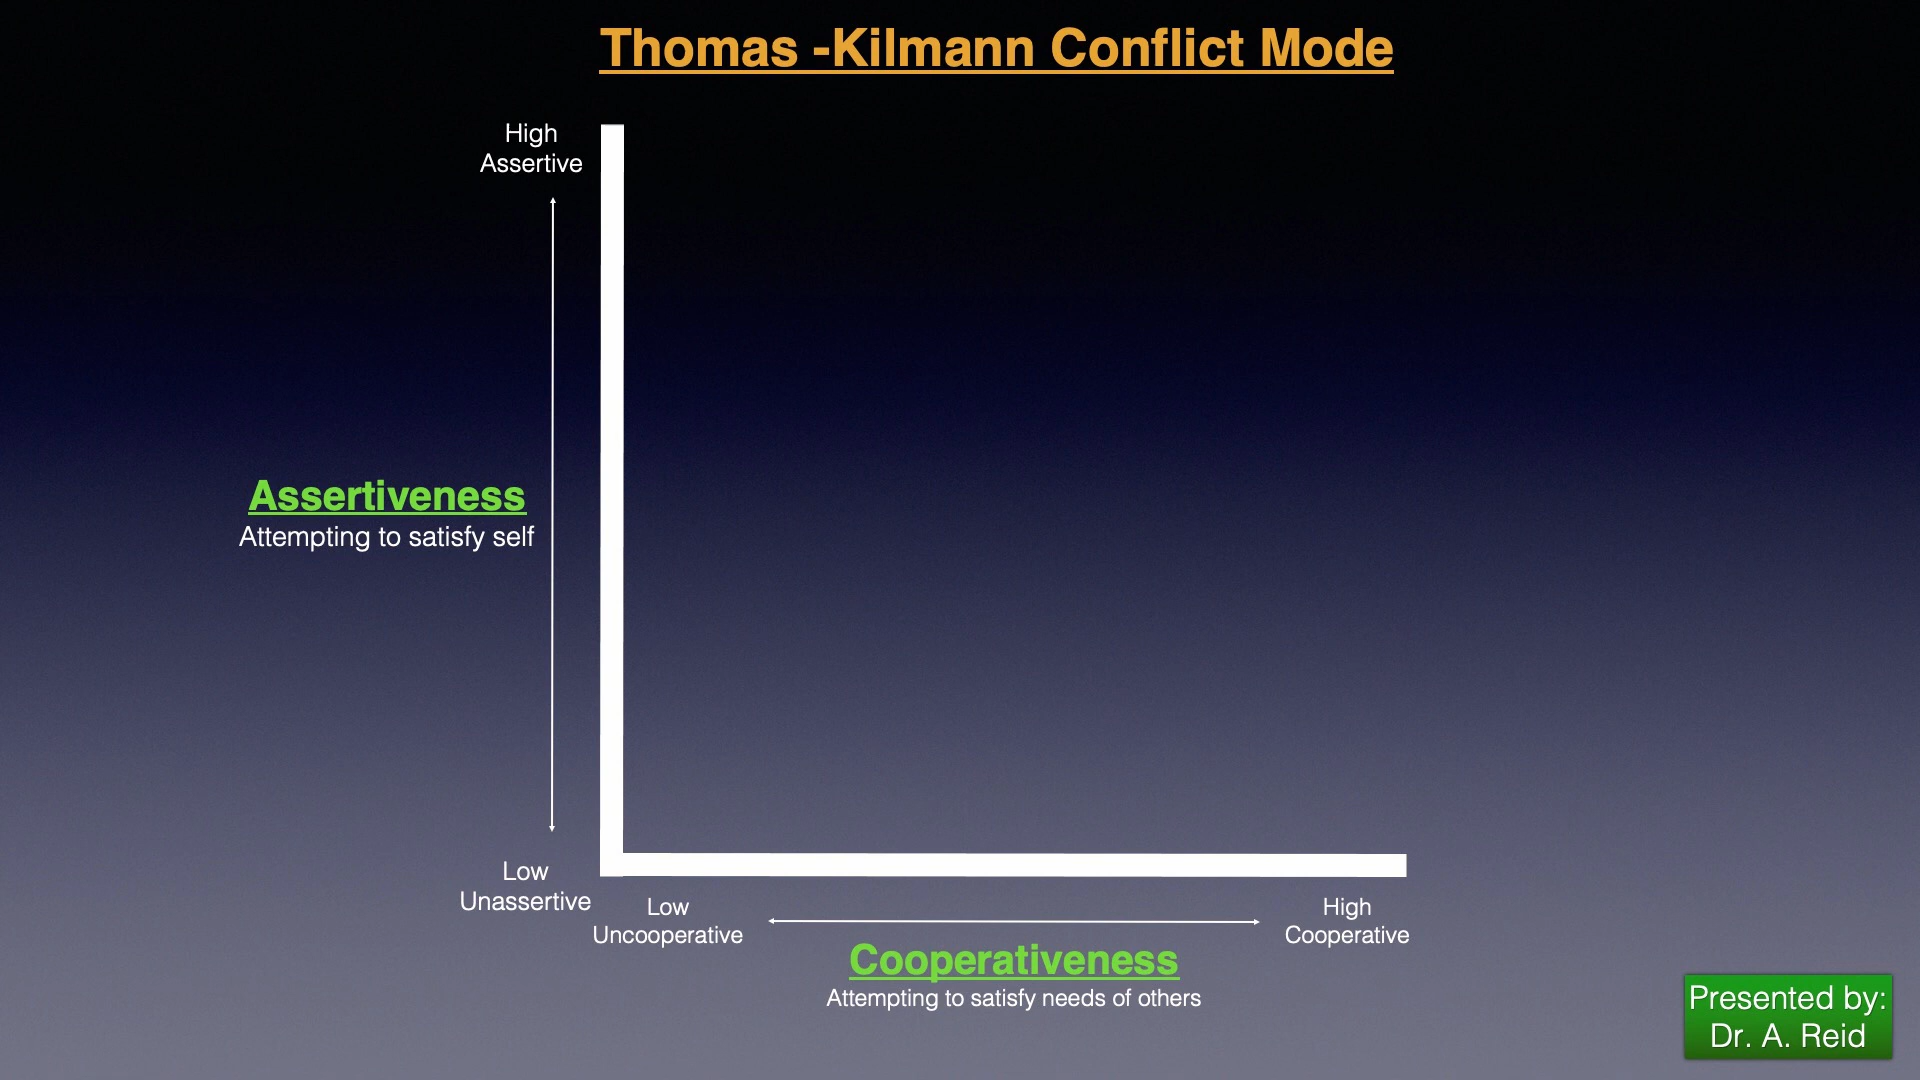 Thomas -Kilmann Conflict Mode
High
Assertive
Assertiveness
Attempting to satisfy self
Low
Unassertive
Low
Uncooperative
High
Cooperative
Cooperativeness
Attempting to satisfy needs of others
Presented by:
Dr. A. Reid